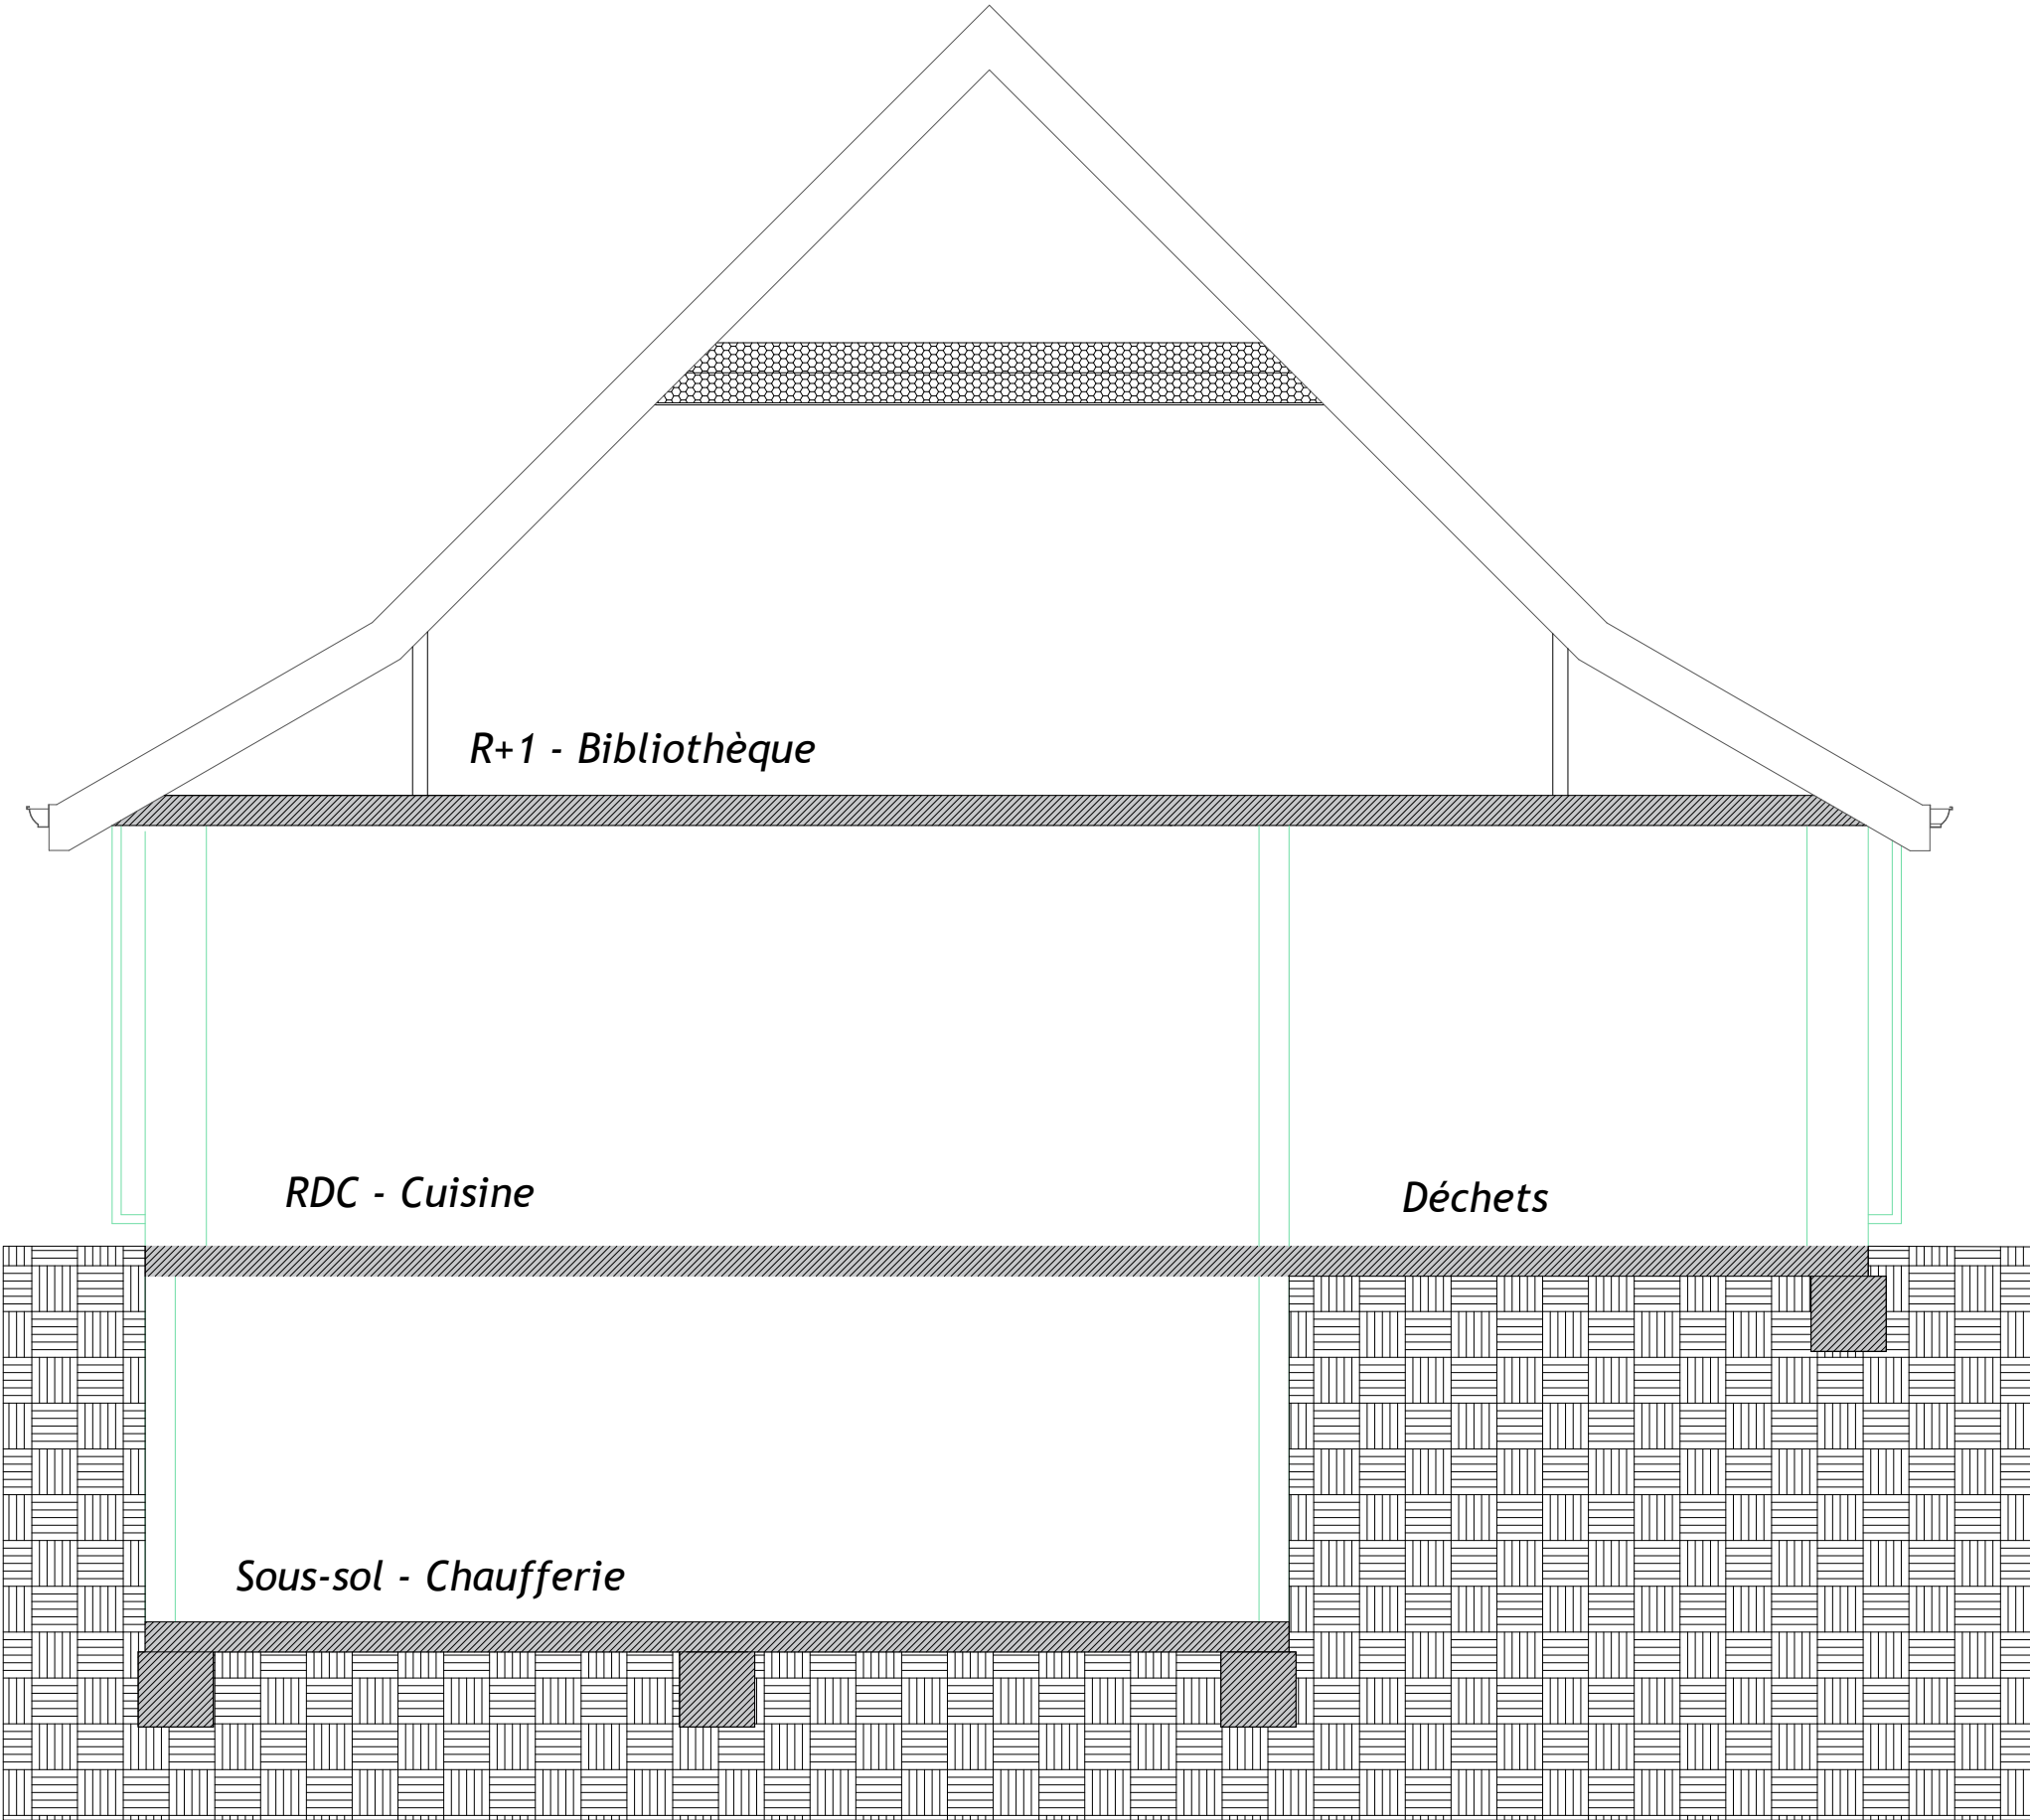 R+1 - Bibliothèque
RDC - Cuisine
Déchets
Sous-sol - Chaufferie